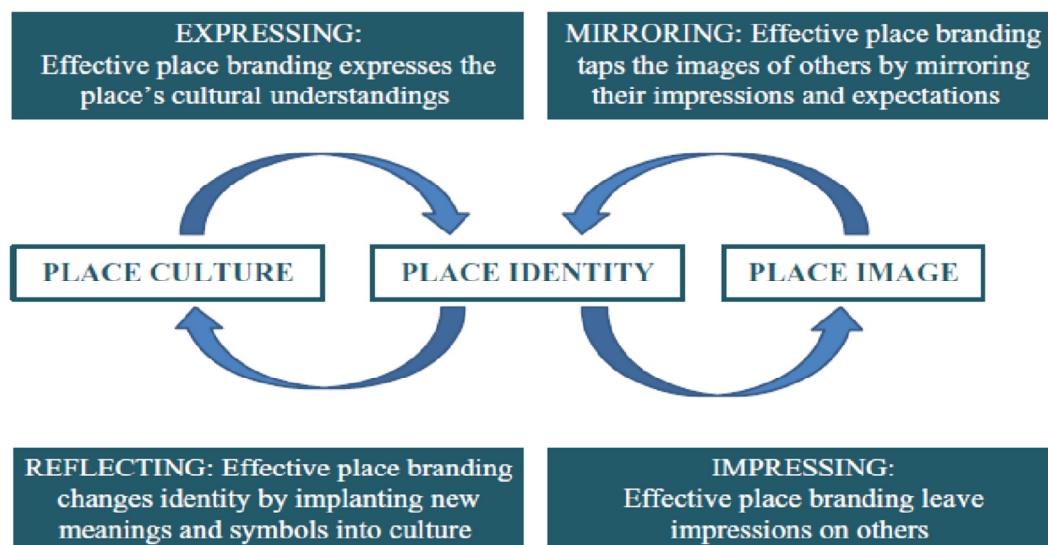 EXPRESSING:
Effective place branding expresses the
place’s cultural understandings
MIRRORING: Effective place branding
taps the images of others by mirroring
their impressions and expectations
PLACE CULTURE
PLACE IDENTITY
PLACE IMAGE
REFLECTING: Effective place branding
changes identity by implanting new
meanings and symbols into culture
IMPRESSING:
Effective place branding leave
impressions on others